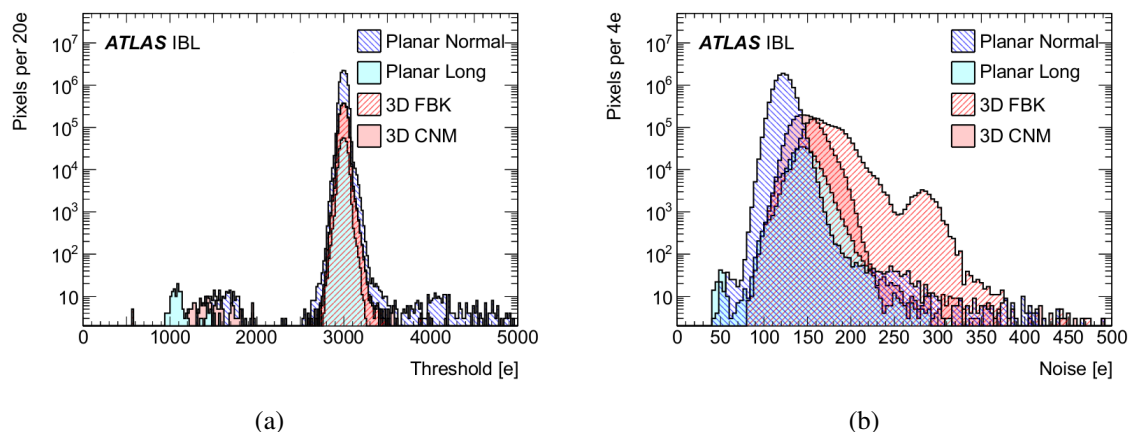 Pixels per 20e
10^7
10^6
10^5
10^4
10^3
10^2
10
ATLAS IBL
Planar Normal
Planar Long
3D FBK
3D CNM
0 1000 2000 3000 4000 5000
Threshold [e]
(a)
Pixels per 4e
10^7
10^6
10^5
10^4
10^3
10^2
10
ATLAS IBL
Planar Normal
Planar Long
3D FBK
3D CNM
0 50 100 150 200 250 300 350 400 450 500
Noise [e]
(b)